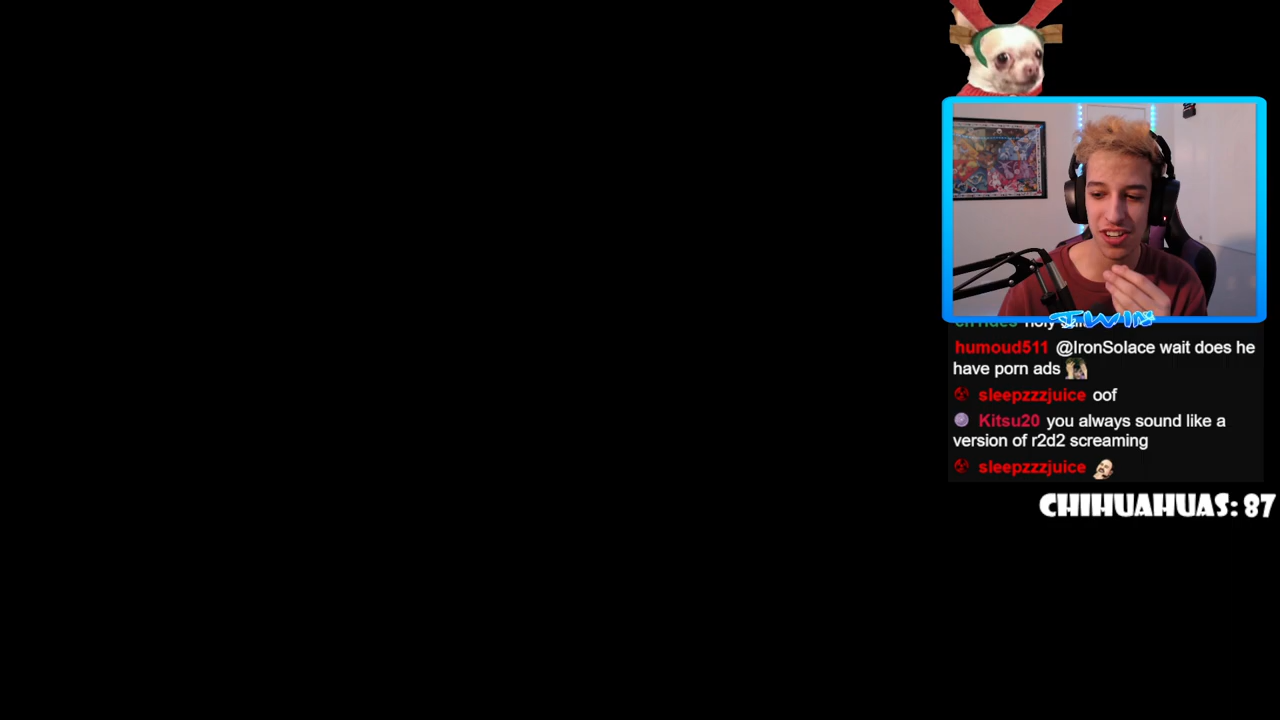 JWIN
humoud511 @IronSolace wait does he
have porn ads
sleepzzzjuice oof
Kitsu20 you always sound like a
version of r2d2 screaming
sleepzzzjuice
CHIHUAHUAS: 87